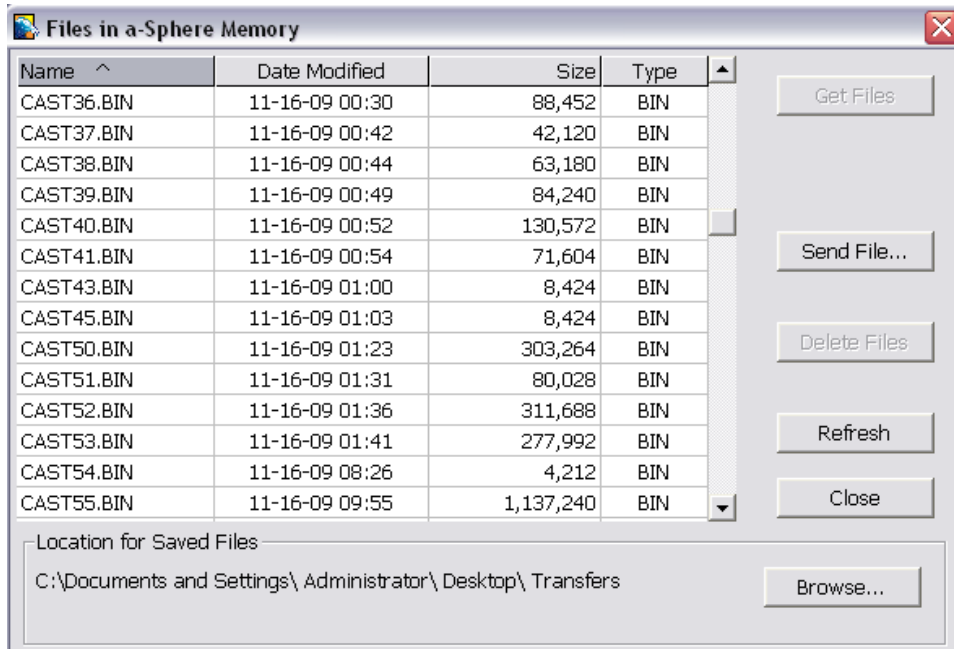 Files in a-Sphere Memory
Name Date Modified Size Type
CAST36.BIN 11-16-09 00:30 88,452 BIN
CAST37.BIN 11-16-09 00:42 42,120 BIN
CAST38.BIN 11-16-09 00:44 63,180 BIN
CAST39.BIN 11-16-09 00:49 84,240 BIN
CAST40.BIN 11-16-09 00:52 130,572 BIN
CAST41.BIN 11-16-09 00:54 71,604 BIN
CAST43.BIN 11-16-09 01:00 8,424 BIN
CAST45.BIN 11-16-09 01:03 8,424 BIN
CAST50.BIN 11-16-09 01:23 303,264 BIN
CAST51.BIN 11-16-09 01:31 80,028 BIN
CAST52.BIN 11-16-09 01:36 311,688 BIN
CAST53.BIN 11-16-09 01:41 277,992 BIN
CAST54.BIN 11-16-09 08:26 4,212 BIN
CAST55.BIN 11-16-09 09:55 1,137,240 BIN
Get Files
Send File...
Delete Files
Refresh
Close
Location for Saved Files
C:\Documents and Settings\ Administrator\ Desktop\ Transfers
Browse...